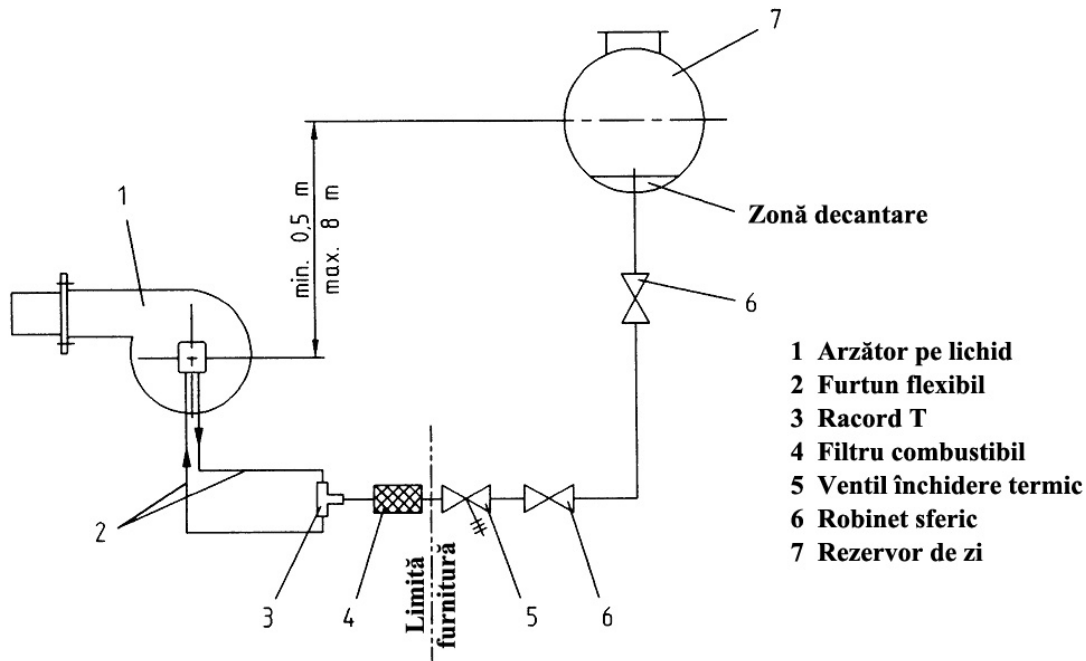 7
1
min. 0,5 m
max. 8 m
Zonă decantare
6
1 Arzător pe lichid
2 Furtun flexibil
3 Racord T
4 Filtru combustibil
5 Ventil închidere termic
6 Robinet sferic
7 Rezervor de zi
2
3
4
Limită
furnitură
5
6